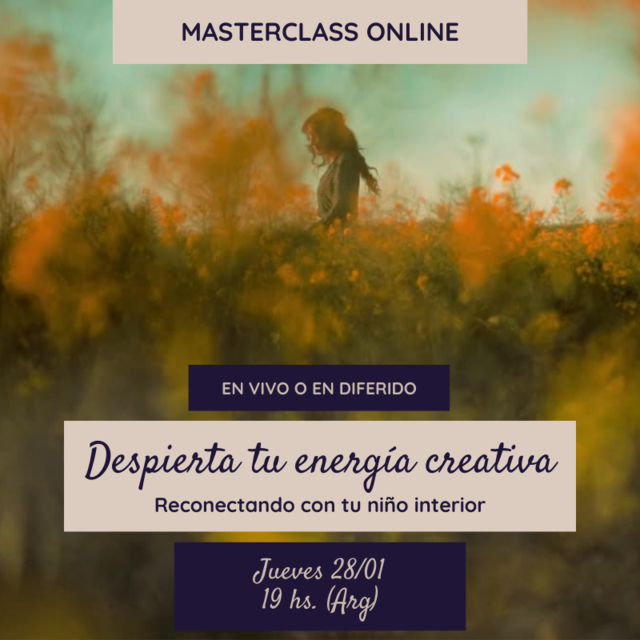 MASTERCLASS ONLINE
EN VIVO O EN DIFERIDO
Despierta tu energía creativa
Reconectando con tu niño interior
Jueves 28/01
19 hs. (Arg)